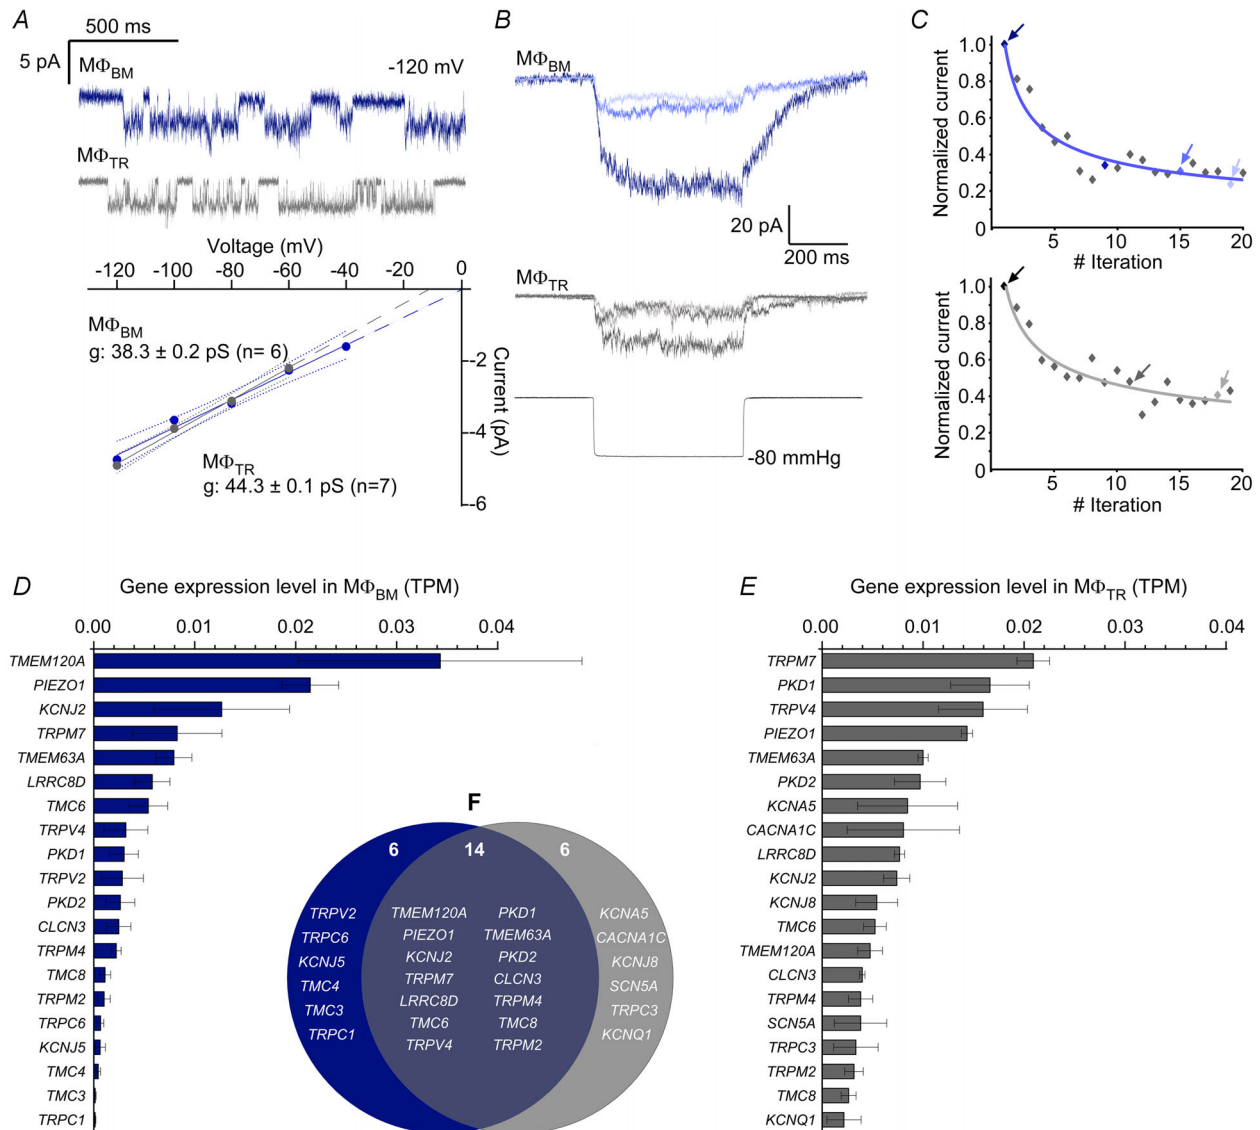 A
500 ms
5 pA
MΦBM
-120 mV
MΦTR
Voltage (mV)
-120 -100 -80 -60 -40 0
MΦBM
g: 38.3 ± 0.2 pS (n= 6)
-2
-4
-6
Current (pA)
MΦTR
g: 44.3 ± 0.1 pS (n=7)
B
MΦBM
20 pA
200 ms
MΦTR
-80 mmHg
C
Normalized current
1.0
0.8
0.6
0.4
0.2
0
5 10 15 20
# Iteration
Normalized current
1.0
0.8
0.6
0.4
0.2
0
5 10 15 20
# Iteration
D
Gene expression level in MΦBM (TPM)
0.00 0.01 0.02 0.03 0.04
TMEM120A
PIEZO1
KCNJ2
TRPM7
TMEM63A
LRRC8D
TMC6
TRPV4
PKD1
TRPV2
PKD2
CLCN3
TRPM4
TMC8
TRPM2
TRPC6
KCNJ5
TMC4
TMC3
TRPC1
E
Gene expression level in MΦTR (TPM)
0.00 0.01 0.02 0.03 0.04
TRPM7
PKD1
TRPV4
PIEZO1
TMEM63A
PKD2
KCNA5
CACNA1C
LRRC8D
KCNJ2
KCNJ8
TMC6
TMEM120A
CLCN3
TRPM4
SCN5A
TRPC3
TRPM2
TMC8
KCNQ1
F
6 14 6
TRPV2
TRPC6
KCNJ5
TMC4
TMC3
TRPC1
TMEM120A
PIEZO1
KCNJ2
TRPM7
LRRC8D
TMC6
TRPV4
PKD1
TMEM63A
PKD2
CLCN3
TRPM4
TMC8
TRPM2
KCNA5
CACNA1C
KCNJ8
SCN5A
TRPC3
KCNQ1